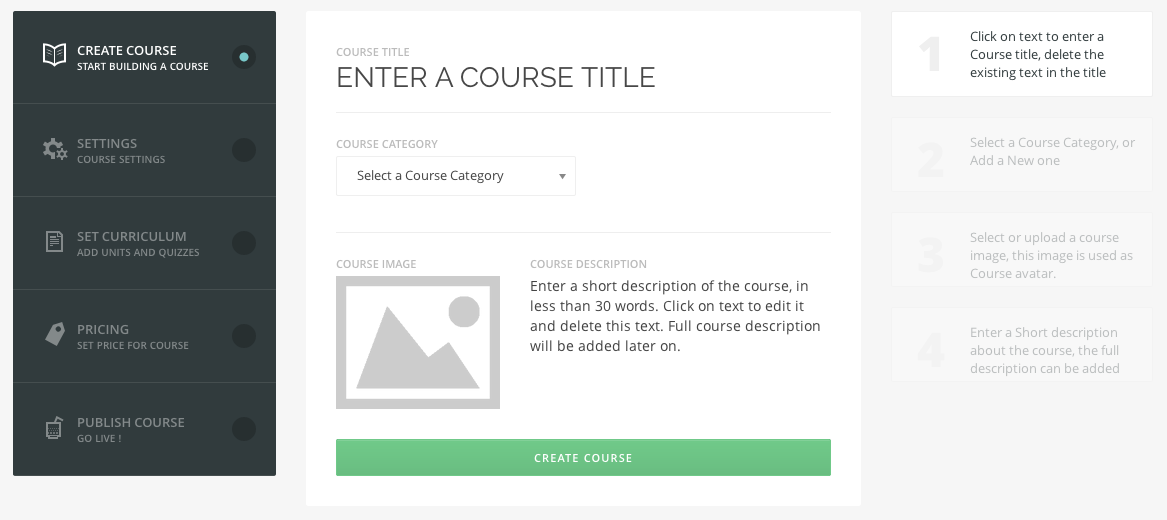 CREATE COURSE
START BUILDING A COURSE
SETTINGS
COURSE SETTINGS
SET CURRICULUM
ADD UNITS AND QUIZZES
PRICING
SET PRICE FOR COURSE
PUBLISH COURSE
GO LIVE !
COURSE TITLE
ENTER A COURSE TITLE
COURSE CATEGORY
Select a Course Category
COURSE IMAGE
COURSE DESCRIPTION
Enter a short description of the course, in
less than 30 words. Click on text to edit it
and delete this text. Full course description
will be added later on.
CREATE COURSE
1
Click on text to enter a
Course title, delete the
existing text in the title
2
Select a Course Category, or
Add a New one
3
Select or upload a course
image, this image is used as
Course avatar.
4
Enter a Short description
about the course, the full
description can be added